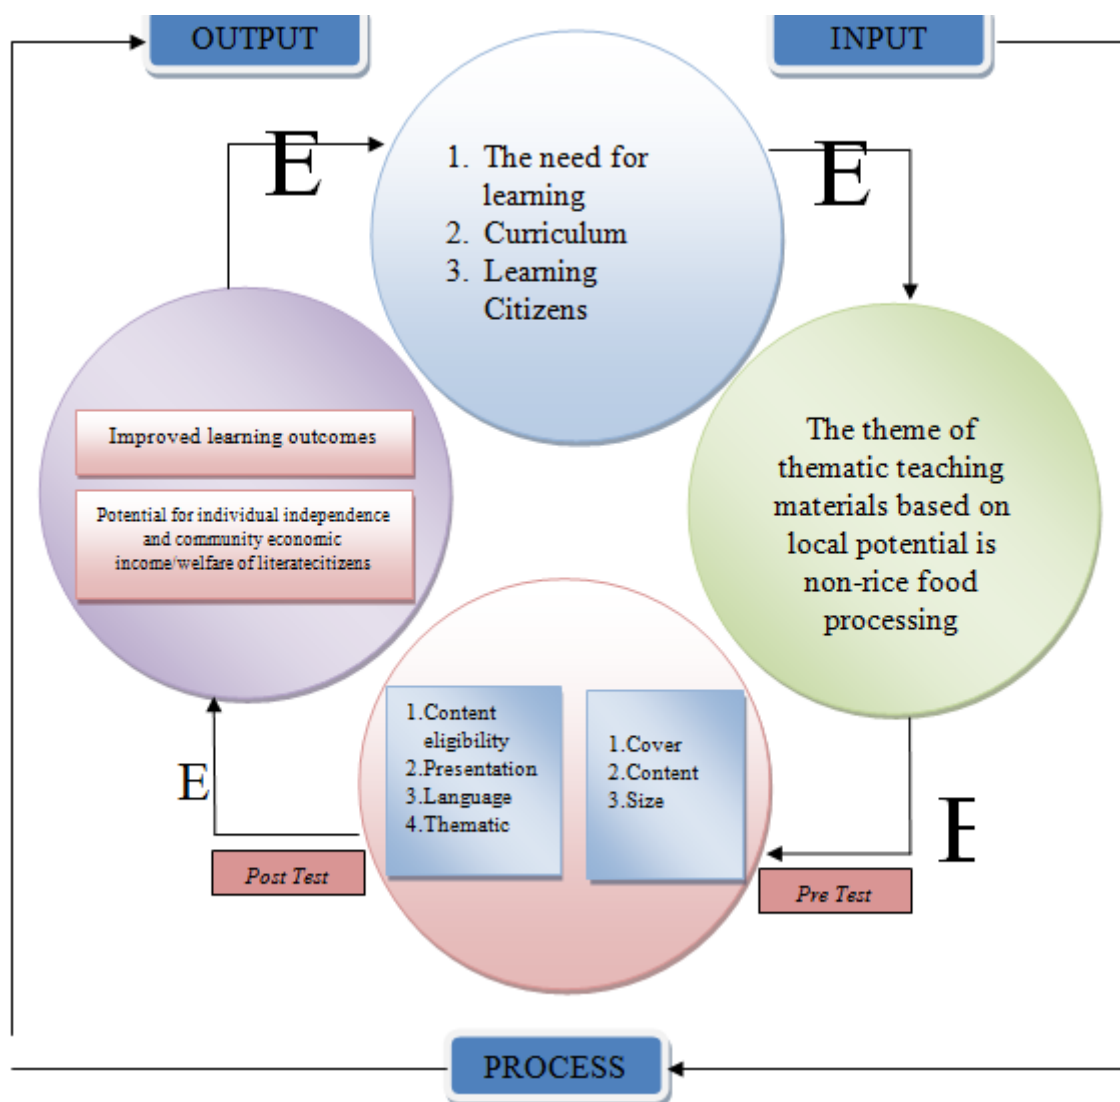 OUTPUT
INPUT
E
E
1. The need for
learning
2. Curriculum
3. Learning
Citizens
Improved learning outcomes
Potential for individual independence
and community economic
income/welfare of literatecitizens
The theme of
thematic teaching
materials based on
local potential is
non-rice food
processing
1.Content
eligibility
2.Presentation
3.Language
4.Thematic
1.Cover
2.Content
3.Size
E
E
Post Test
Pre Test
PROCESS